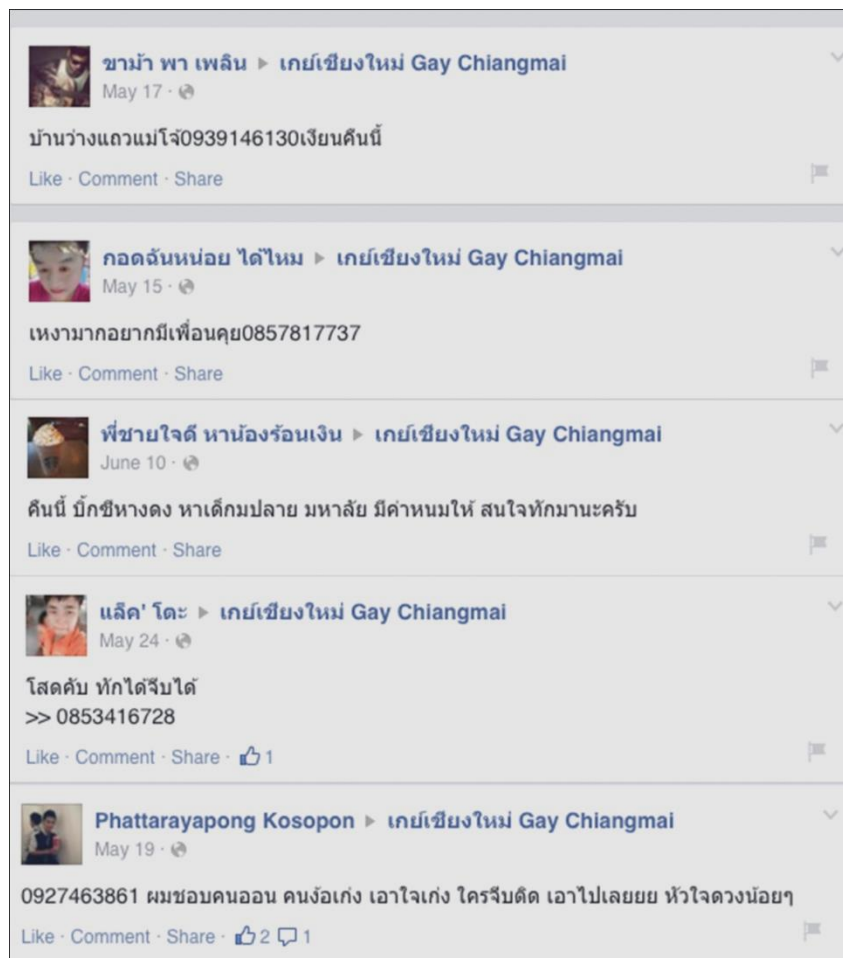 ขาม้า พา เพลิน ▶ เกย์เชียงใหม่ Gay Chiangmai
May 17 ·
บ้านว่างแถวแม่โจ้0939146130เงียนคืนนี้
Like · Comment · Share
กอดฉันหน่อย ได้ไหม ▶ เกย์เชียงใหม่ Gay Chiangmai
May 15 ·
เหงามากอยากมีเพื่อนคุย0857817737
Like · Comment · Share
พี่ชายใจดี หาน้องร้อนเงิน ▶ เกย์เชียงใหม่ Gay Chiangmai
June 10 ·
คืนนี้ บิ้กซีหางดง หาเด็กมปลาย มหาลัย มีค่าหนมให้ สนใจทักมานะครับ
Like · Comment · Share
แล็ค' โดะ ▶ เกย์เชียงใหม่ Gay Chiangmai
May 24 ·
โสดคับ ทักได้จีบได้
>> 0853416728
Like · Comment · Share · 1
Phattarayapong Kosopon ▶ เกย์เชียงใหม่ Gay Chiangmai
May 19 ·
0927463861 ผมชอบคนออน คนง้อเก่ง เอาใจเก่ง ใครจีบติด เอาไปเลยยย หัวใจดวงน้อยๆ
Like · Comment · Share · 2 1